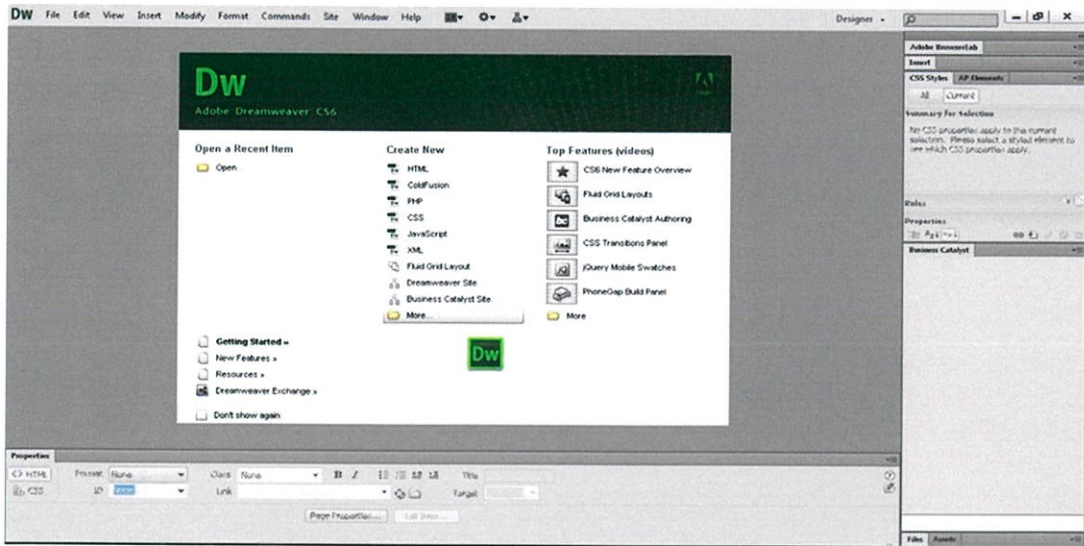 DW File Edit View Insert Modify Format Commands Site Window Help Designer
Dw
Adobe Dreamweaver CS6
Open a Recent Item
Open...
Create New
HTML
ColdFusion
PHP
CSS
JavaScript
XML
Fluid Grid Layout
Dreamweaver Site
Business Catalyst Site
More...
Top Features (videos)
CS6 New Feature Overview
Fluid Grid Layouts
Business Catalyst Authoring
CSS Transitions Panel
jQuery Mobile Swatches
PhoneGap Build Panel
More
Getting Started »
New Features »
Resources »
Dreamweaver Exchange »
Don't show again
Dw
Adobe BrowserLab
Insert
CSS Styles AP Elements
All Current
Summary for Selection
No CSS properties apply to the current
selection. Please select a styled element to
see which CSS properties apply.
Rules
Properties
Business Catalyst
Files Assets
Properties
<> HTML Format None Class None B I Title
CSS ID None Link Target
Page Properties... List Item...